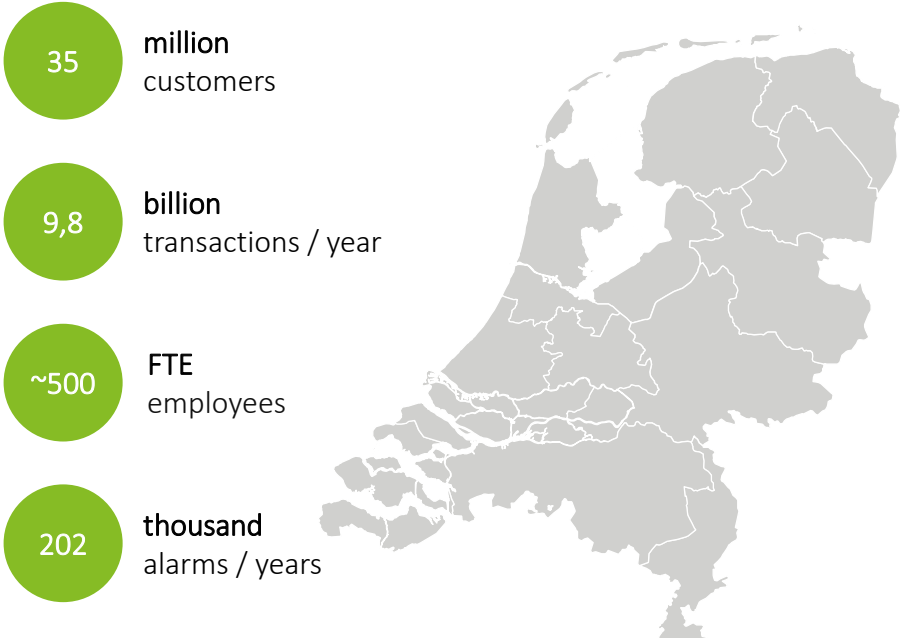 35
million
customers
9,8
billion
transactions / year
~500
FTE
employees
202
thousand
alarms / years